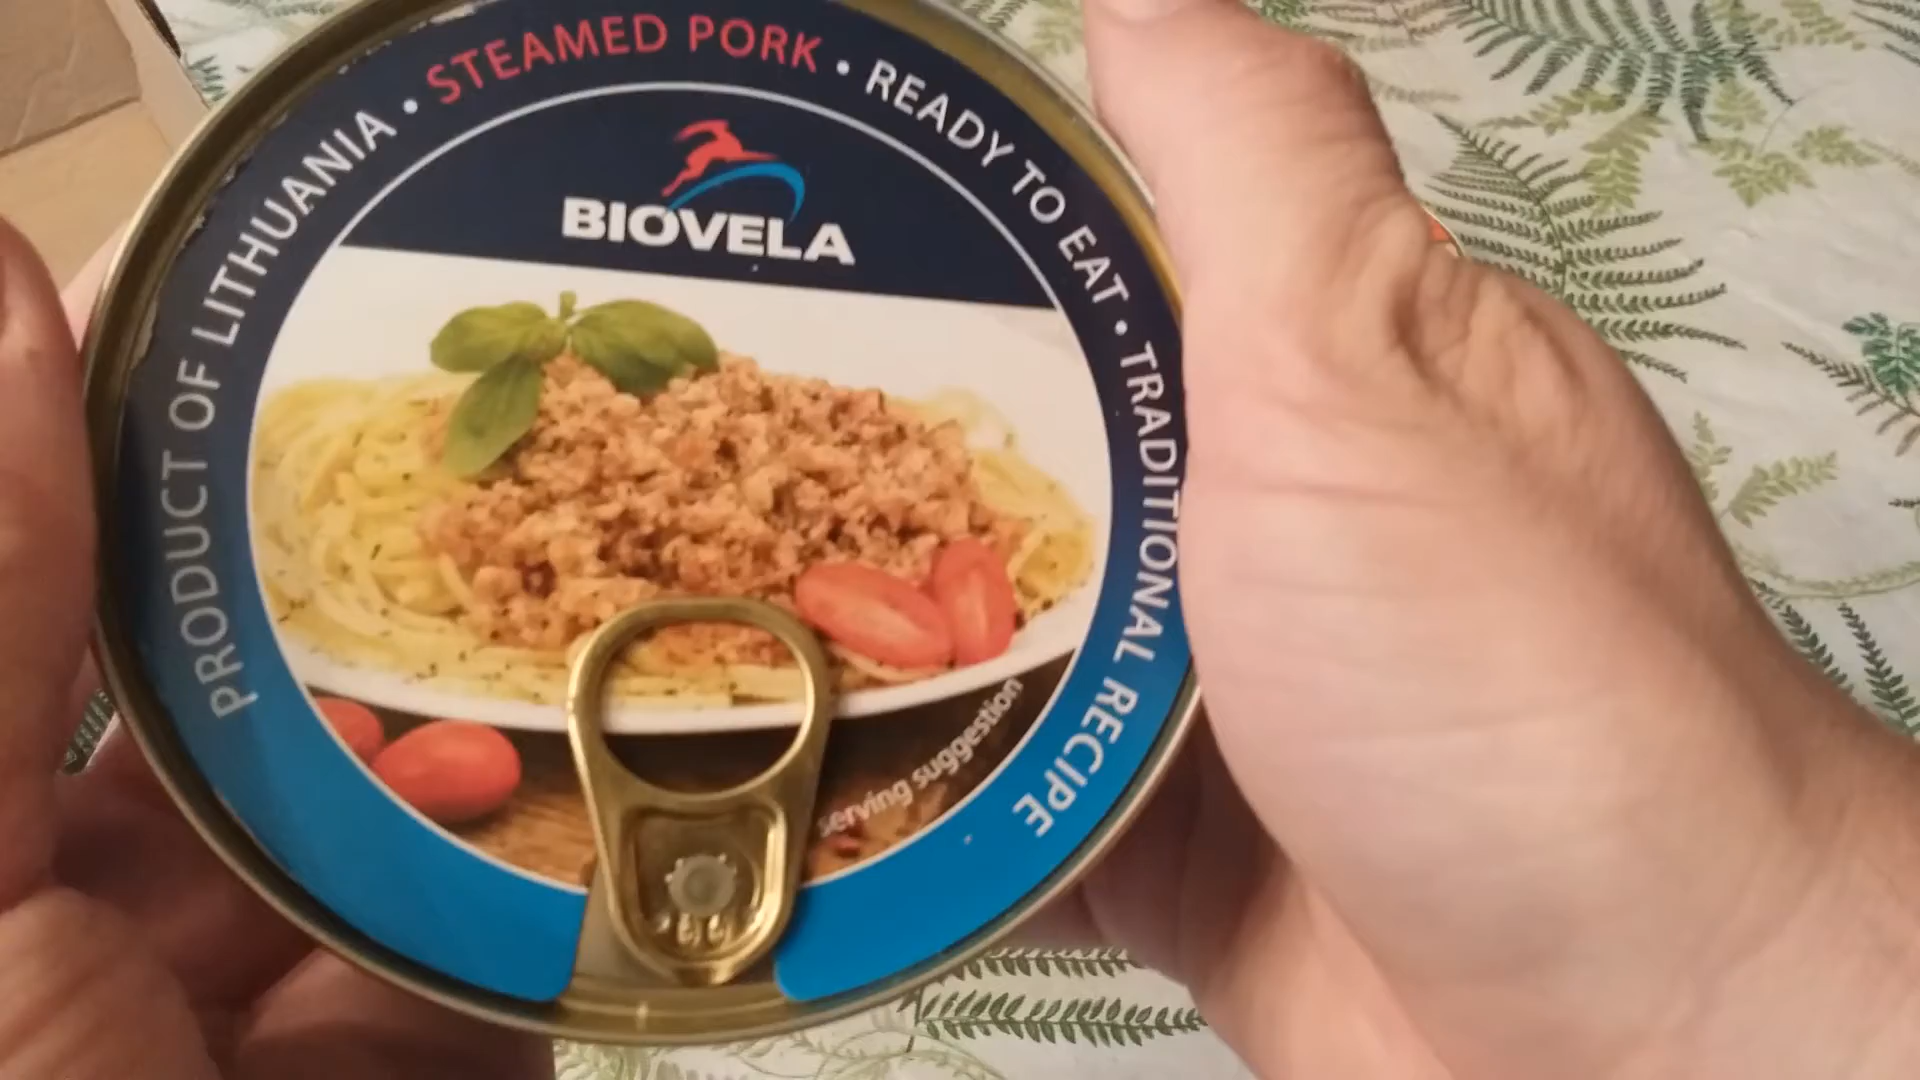 PRODUCT OF LITHUANIA • STEAMED PORK • READY TO EAT • TRADITIONAL RECIPE
BIOVELA
serving suggestion